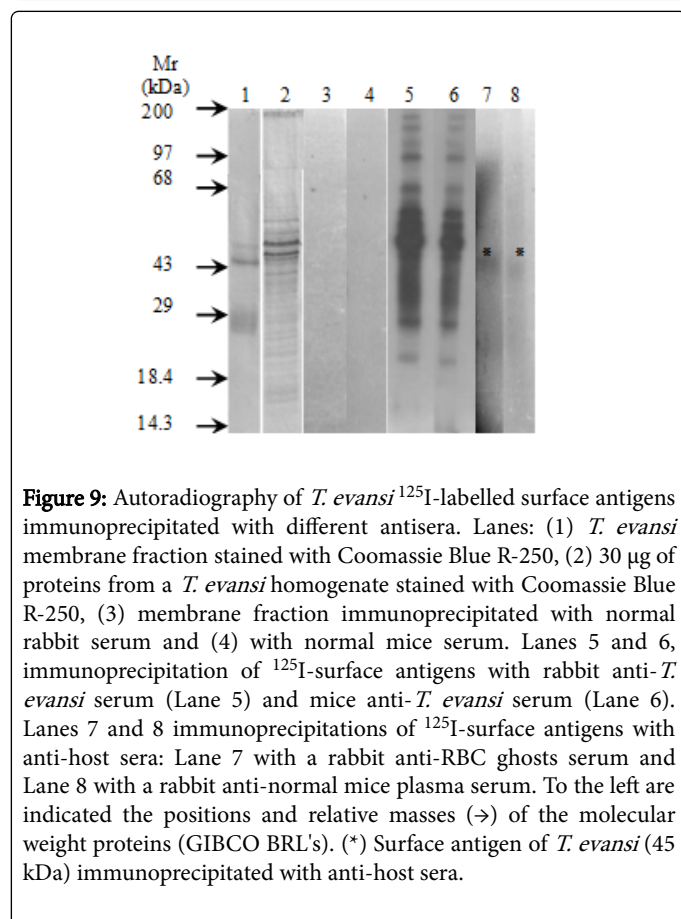 Mr
(kDa)
1 2 3 4 5 6 7 8
200
97
68
43
29
18.4
14.3
* *
Figure 9: Autoradiography of T. evansi ¹²⁵I-labelled surface antigens
immunoprecipitated with different antisera. Lanes: (1) T. evansi
membrane fraction stained with Coomassie Blue R-250, (2) 30 μg of
proteins from a T. evansi homogenate stained with Coomassie Blue
R-250, (3) membrane fraction immunoprecipitated with normal
rabbit serum and (4) with normal mice serum. Lanes 5 and 6,
immunoprecipitation of ¹²⁵I-surface antigens with rabbit anti-T.
evansi serum (Lane 5) and mice anti-T. evansi serum (Lane 6).
Lanes 7 and 8 immunoprecipitations of ¹²⁵I-surface antigens with
anti-host sera: Lane 7 with a rabbit anti-RBC ghosts serum and
Lane 8 with a rabbit anti-normal mice plasma serum. To the left are
indicated the positions and relative masses (→) of the molecular
weight proteins (GIBCO BRL's). (*) Surface antigen of T. evansi (45
kDa) immunoprecipitated with anti-host sera.